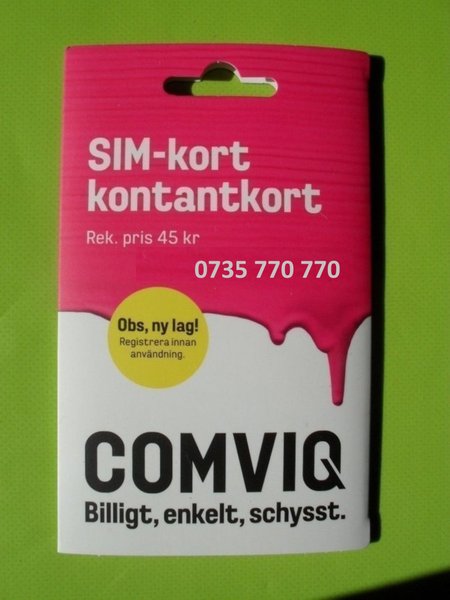 SIM-kort
kontantkort
Rek. pris 45 kr
0735 770 770
Obs, ny lag!
Registrera innan
användning.
COMVIQ
Billigt, enkelt, schysst.